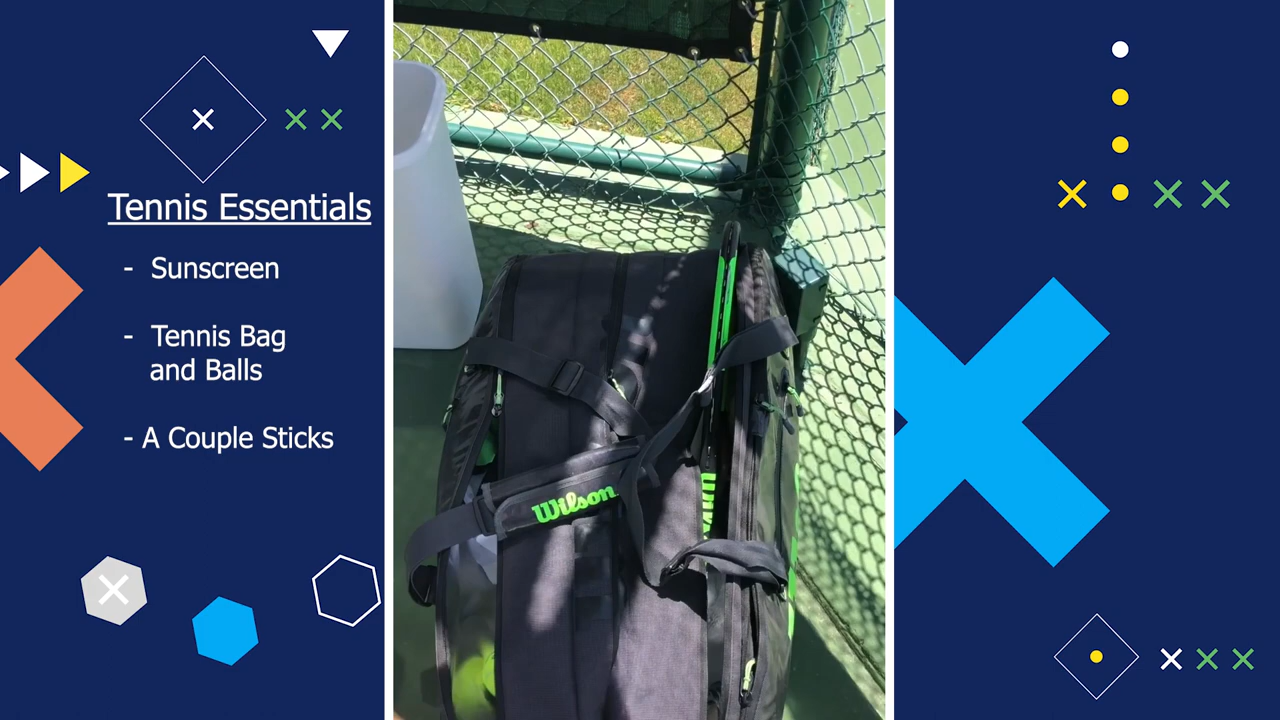 Tennis Essentials
- Sunscreen
- Tennis Bag
and Balls
- A Couple Sticks
Wilson